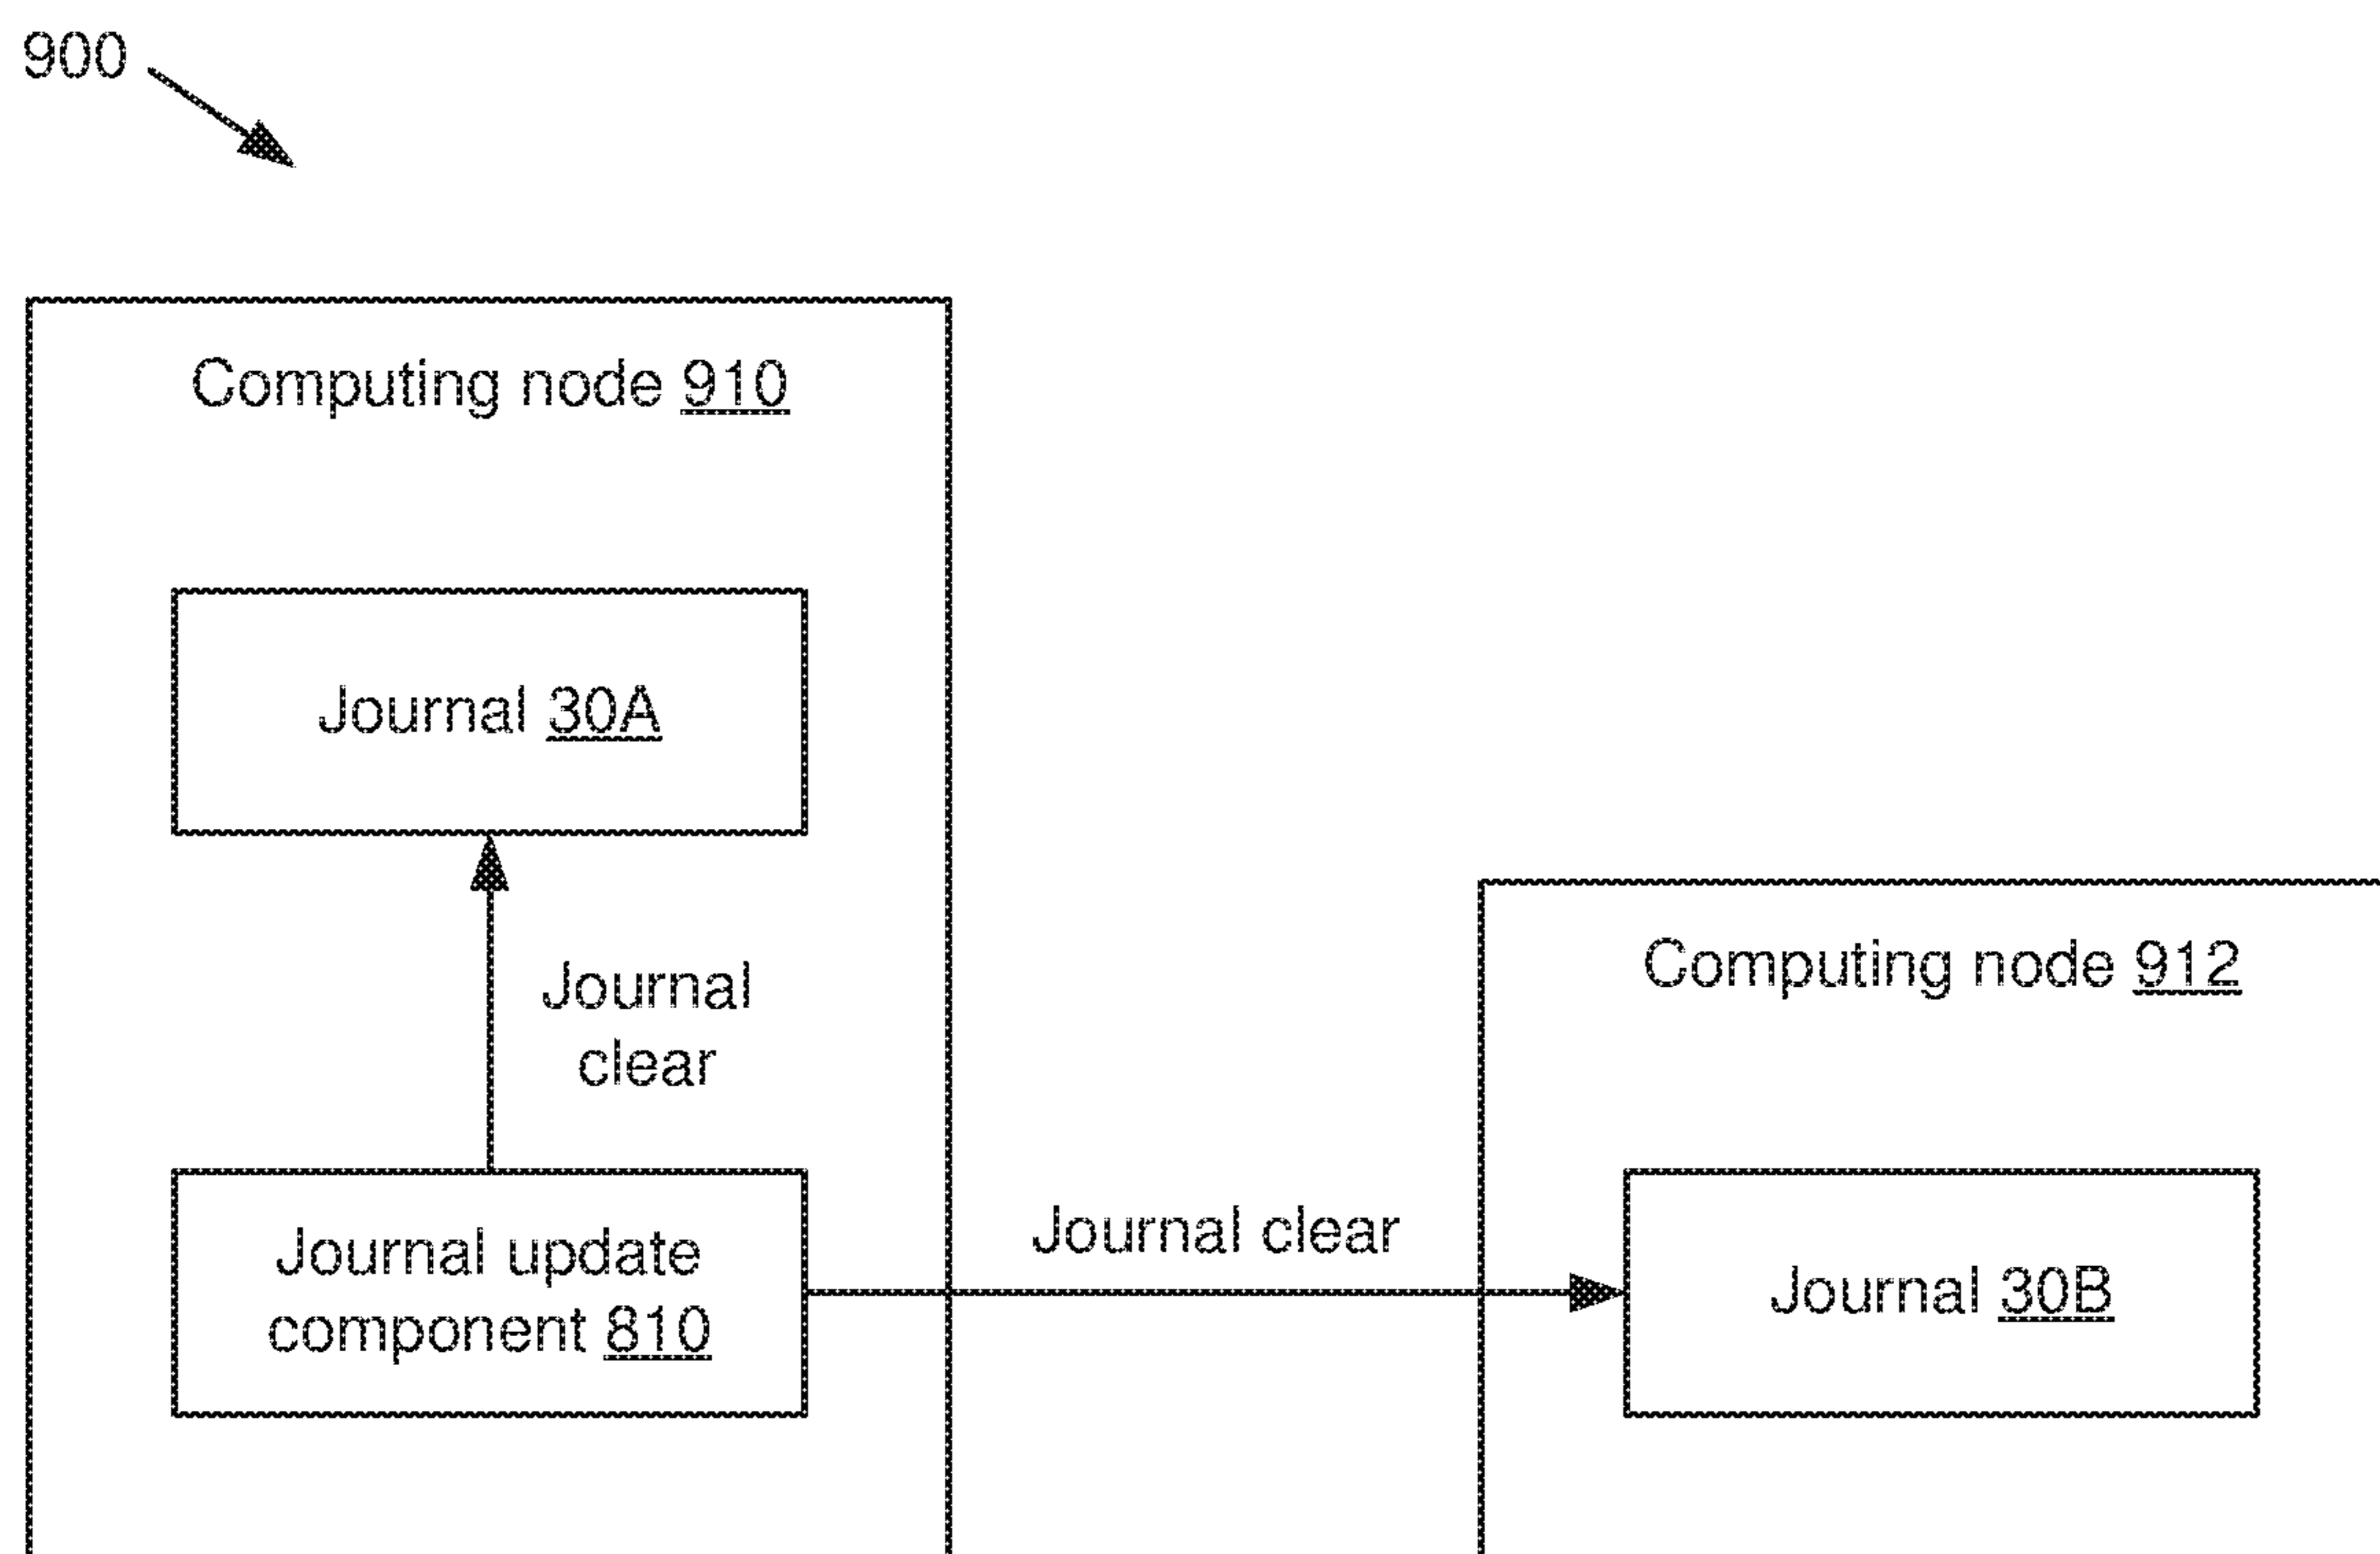 900
Computing node 910
Journal 30A
Journal
clear
Computing node 912
Journal update
component 810
Journal clear
Journal 30B